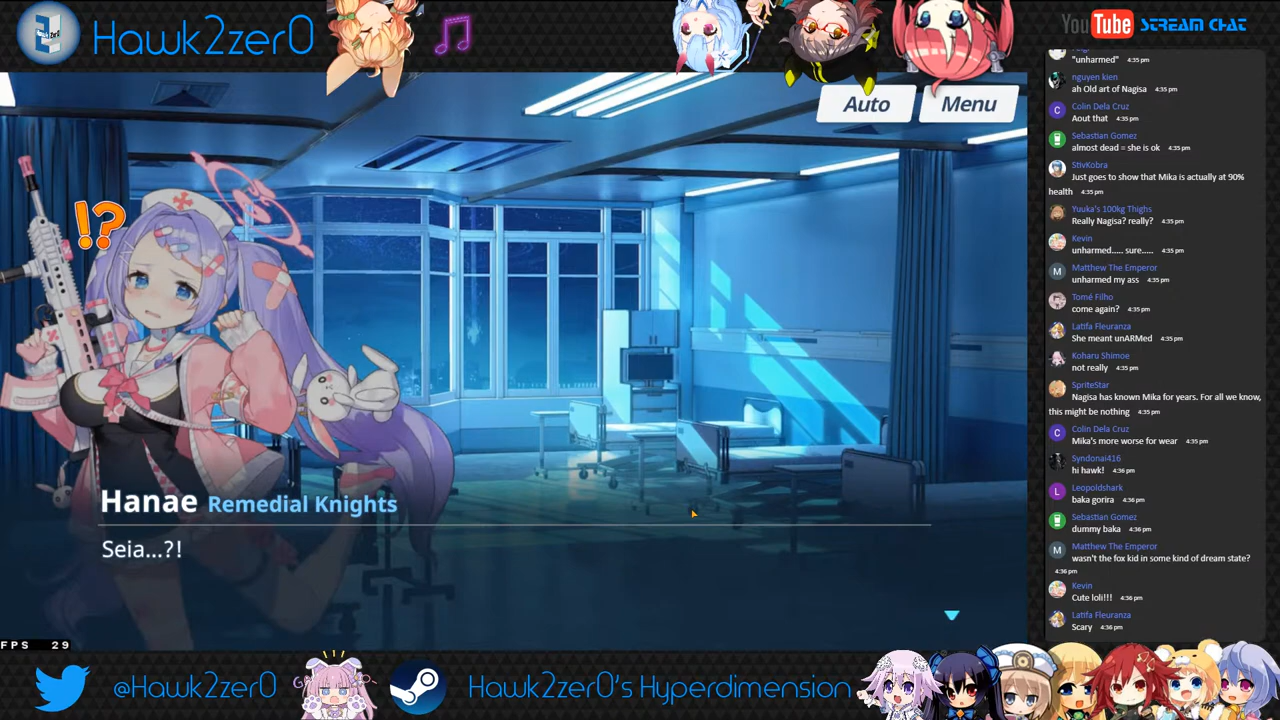 Hawk2zer0
You Tube STREAM CHAT
Auto
Menu
"unharmed" 4:35 pm
nguyen kien
ah Old art of Nagisa 4:35 pm
Colin Dela Cruz
Aout that 4:35 pm
Sebastian Gomez
almost dead = she is ok 4:35 pm
StivKobra
Just goes to show that Mika is actually at 90%
health 4:35 pm
Yuuka's 100kg Thighs
Really Nagisa? really? 4:35 pm
Kevin
unharmed..... sure..... 4:35 pm
Matthew The Emperor
unharmed my ass 4:35 pm
Tomé Filho
come again? 4:35 pm
Latifa Fleuranza
She meant unARMed 4:35 pm
Koharu Shimoe
not really 4:35 pm
SpriteStar
Nagisa has known Mika for years. For all we know,
this might be nothing 4:35 pm
Colin Dela Cruz
Mika's more worse for wear 4:35 pm
Syndonai416
hi hawk! 4:36 pm
Leopoldshark
baka gorira 4:36 pm
Sebastian Gomez
dummy baka 4:36 pm
Matthew The Emperor
wasn't the fox kid in some kind of dream state?
4:36 pm
Kevin
Cute loli!!! 4:36 pm
Latifa Fleuranza
Scary 4:36 pm
!?
Hanae Remedial Knights
Seia...?!
FPS 29
@Hawk2zer0
Hawk2zer0's Hyperdimension